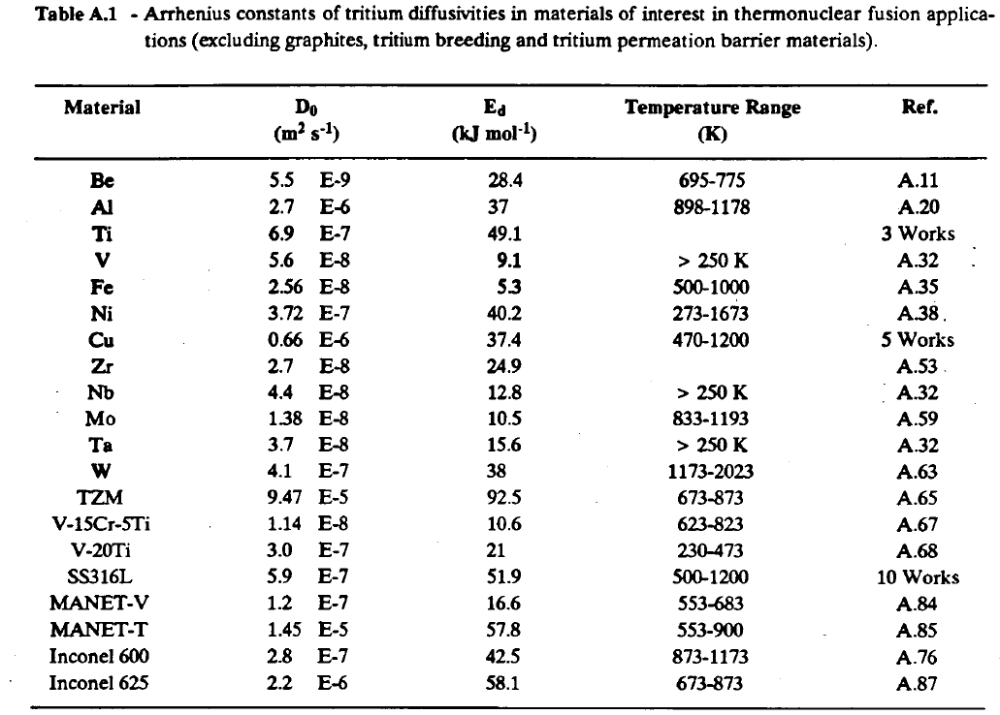 Table A.1 - Arrhenius constants of tritium diffusivities in materials of interest in thermonuclear fusion applica-
tions (excluding graphites, tritium breeding and tritium permeation barrier materials).
Material D₀ E_d Temperature Range Ref.
(m² s⁻¹) (kJ mol⁻¹) (K)
Be 5.5 E-9 28.4 695-775 A.11
Al 2.7 E-6 37 898-1178 A.20
Ti 6.9 E-7 49.1 3 Works
V 5.6 E-8 9.1 > 250 K A.32
Fe 2.56 E-8 5.3 500-1000 A.35
Ni 3.72 E-7 40.2 273-1673 A.38
Cu 0.66 E-6 37.4 470-1200 5 Works
Zr 2.7 E-8 24.9 A.53
Nb 4.4 E-8 12.8 > 250 K A.32
Mo 1.38 E-8 10.5 833-1193 A.59
Ta 3.7 E-8 15.6 > 250 K A.32
W 4.1 E-7 38 1173-2023 A.63
TZM 9.47 E-5 92.5 673-873 A.65
V-15Cr-5Ti 1.14 E-8 10.6 623-823 A.67
V-20Ti 3.0 E-7 21 230-473 A.68
SS316L 5.9 E-7 51.9 500-1200 10 Works
MANET-V 1.2 E-7 16.6 553-683 A.84
MANET-T 1.45 E-5 57.8 553-900 A.85
Inconel 600 2.8 E-7 42.5 873-1173 A.76
Inconel 625 2.2 E-6 58.1 673-873 A.87